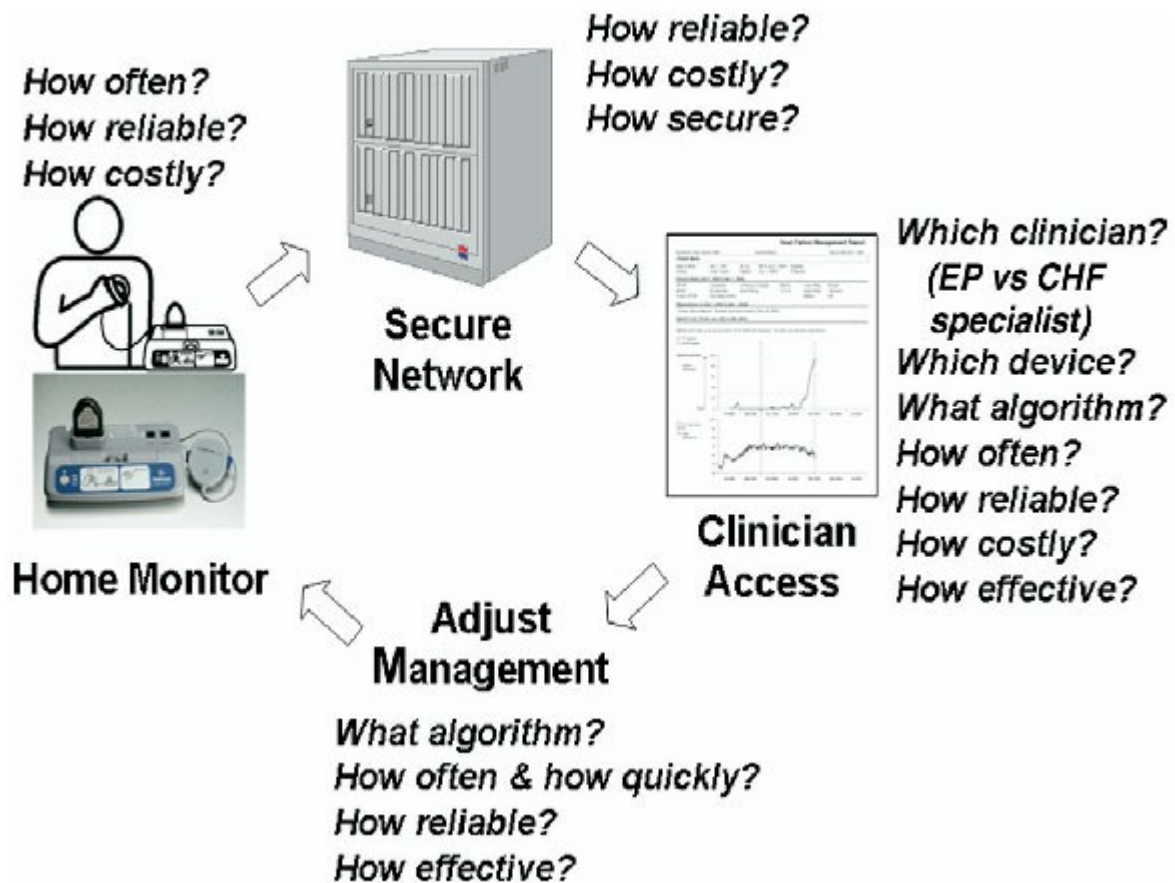 How often?
How reliable?
How costly?
How reliable?
How costly?
How secure?
Secure
Network
Which clinician?
(EP vs CHF
specialist)
Which device?
What algorithm?
How often?
How reliable?
How costly?
How effective?
Clinician
Access
Home Monitor
Adjust
Management
What algorithm?
How often & how quickly?
How reliable?
How effective?